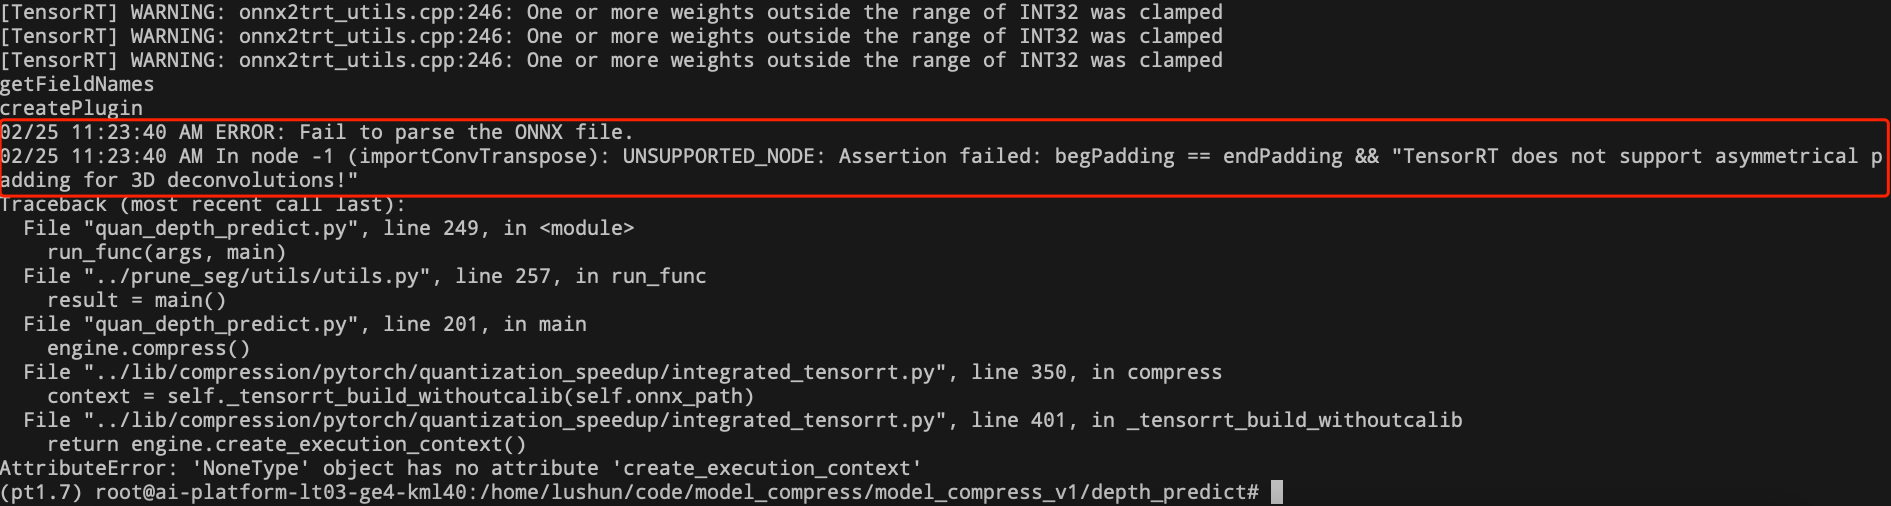 [TensorRT] WARNING: onnx2trt_utils.cpp:246: One or more weights outside the range of INT32 was clamped
[TensorRT] WARNING: onnx2trt_utils.cpp:246: One or more weights outside the range of INT32 was clamped
[TensorRT] WARNING: onnx2trt_utils.cpp:246: One or more weights outside the range of INT32 was clamped
getFieldNames
createPlugin
02/25 11:23:40 AM ERROR: Fail to parse the ONNX file.
02/25 11:23:40 AM In node -1 (importConvTranspose): UNSUPPORTED_NODE: Assertion failed: begPadding == endPadding && "TensorRT does not support asymmetrical p
adding for 3D deconvolutions!"
Traceback (most recent call last):
  File "quan_depth_predict.py", line 249, in <module>
    run_func(args, main)
  File "../prune_seg/utils/utils.py", line 257, in run_func
    result = main()
  File "quan_depth_predict.py", line 201, in main
    engine.compress()
  File "../lib/compression/pytorch/quantization_speedup/integrated_tensorrt.py", line 350, in compress
    context = self._tensorrt_build_withoutcalib(self.onnx_path)
  File "../lib/compression/pytorch/quantization_speedup/integrated_tensorrt.py", line 401, in _tensorrt_build_withoutcalib
    return engine.create_execution_context()
AttributeError: 'NoneType' object has no attribute 'create_execution_context'
(pt1.7) root@ai-platform-lt03-ge4-kml40:/home/lushun/code/model_compress/model_compress_v1/depth_predict#